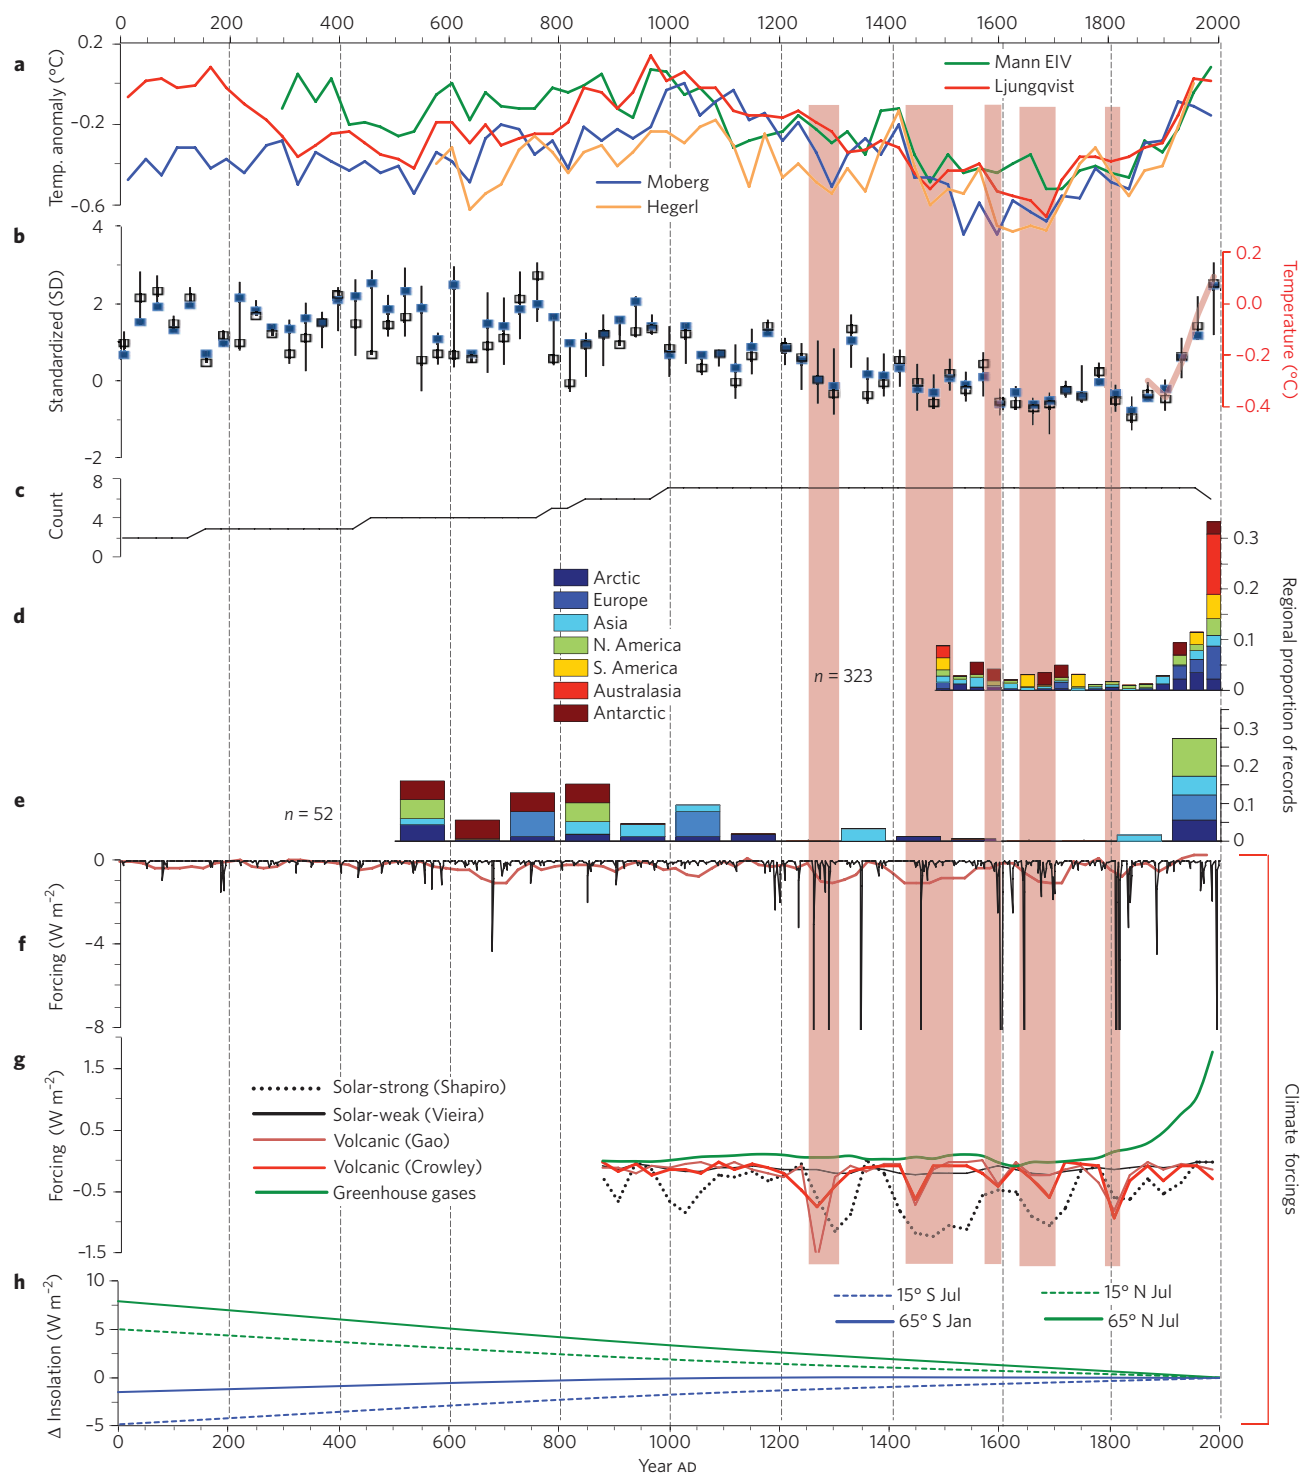 0 200 400 600 800 1000 1200 1400 1600 1800 2000
a
0.2
−0.2
−0.6
Temp. anomaly (°C)
Mann EIV
Ljungqvist
Moberg
Hegerl
b
4
2
0
−2
Standardized (SD)
0.2
0.0
−0.2
−0.4
Temperature (°C)
c
8
4
0
Count
d
Arctic
Europe
Asia
N. America
S. America
Australasia
Antarctic
n = 323
0.3
0.2
0.1
0
Regional proportion of records
e
n = 52
0.3
0.2
0.1
0
f
0
−4
−8
Forcing (W m−2)
g
1.5
0.5
−0.5
−1.5
Forcing (W m−2)
Solar-strong (Shapiro)
Solar-weak (Vieira)
Volcanic (Gao)
Volcanic (Crowley)
Greenhouse gases
Climate forcings
h
10
5
0
−5
Δ Insolation (W m−2)
15° S Jul
15° N Jul
65° S Jan
65° N Jul
0 200 400 600 800 1000 1200 1400 1600 1800 2000
Year AD